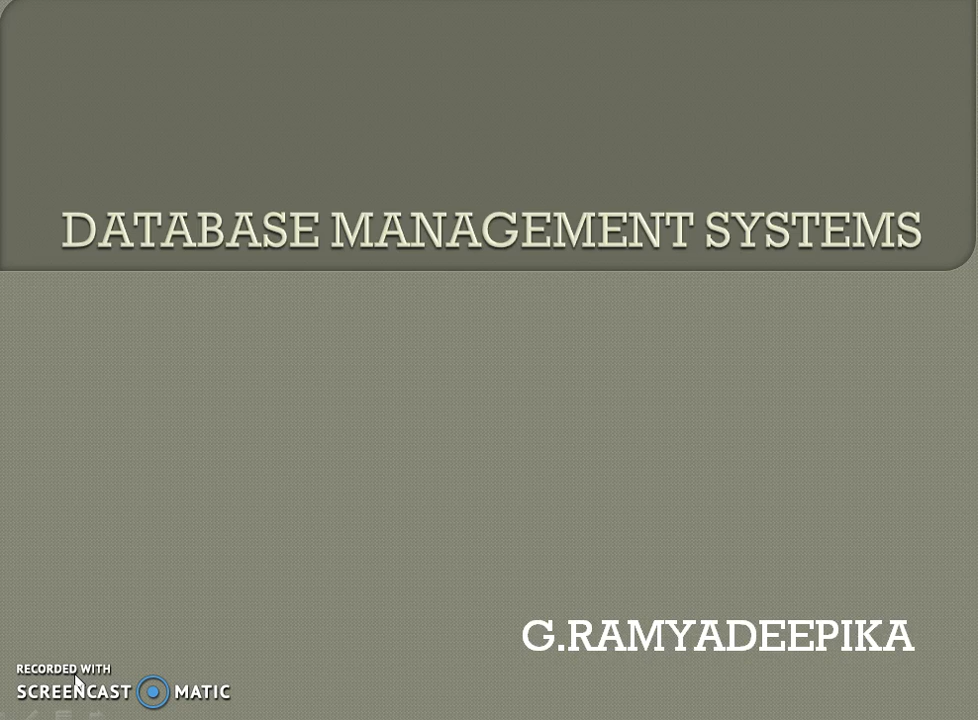 DATABASE MANAGEMENT SYSTEMS
G.RAMYADEEPIKA
RECORDED WITH
SCREENCAST MATIC